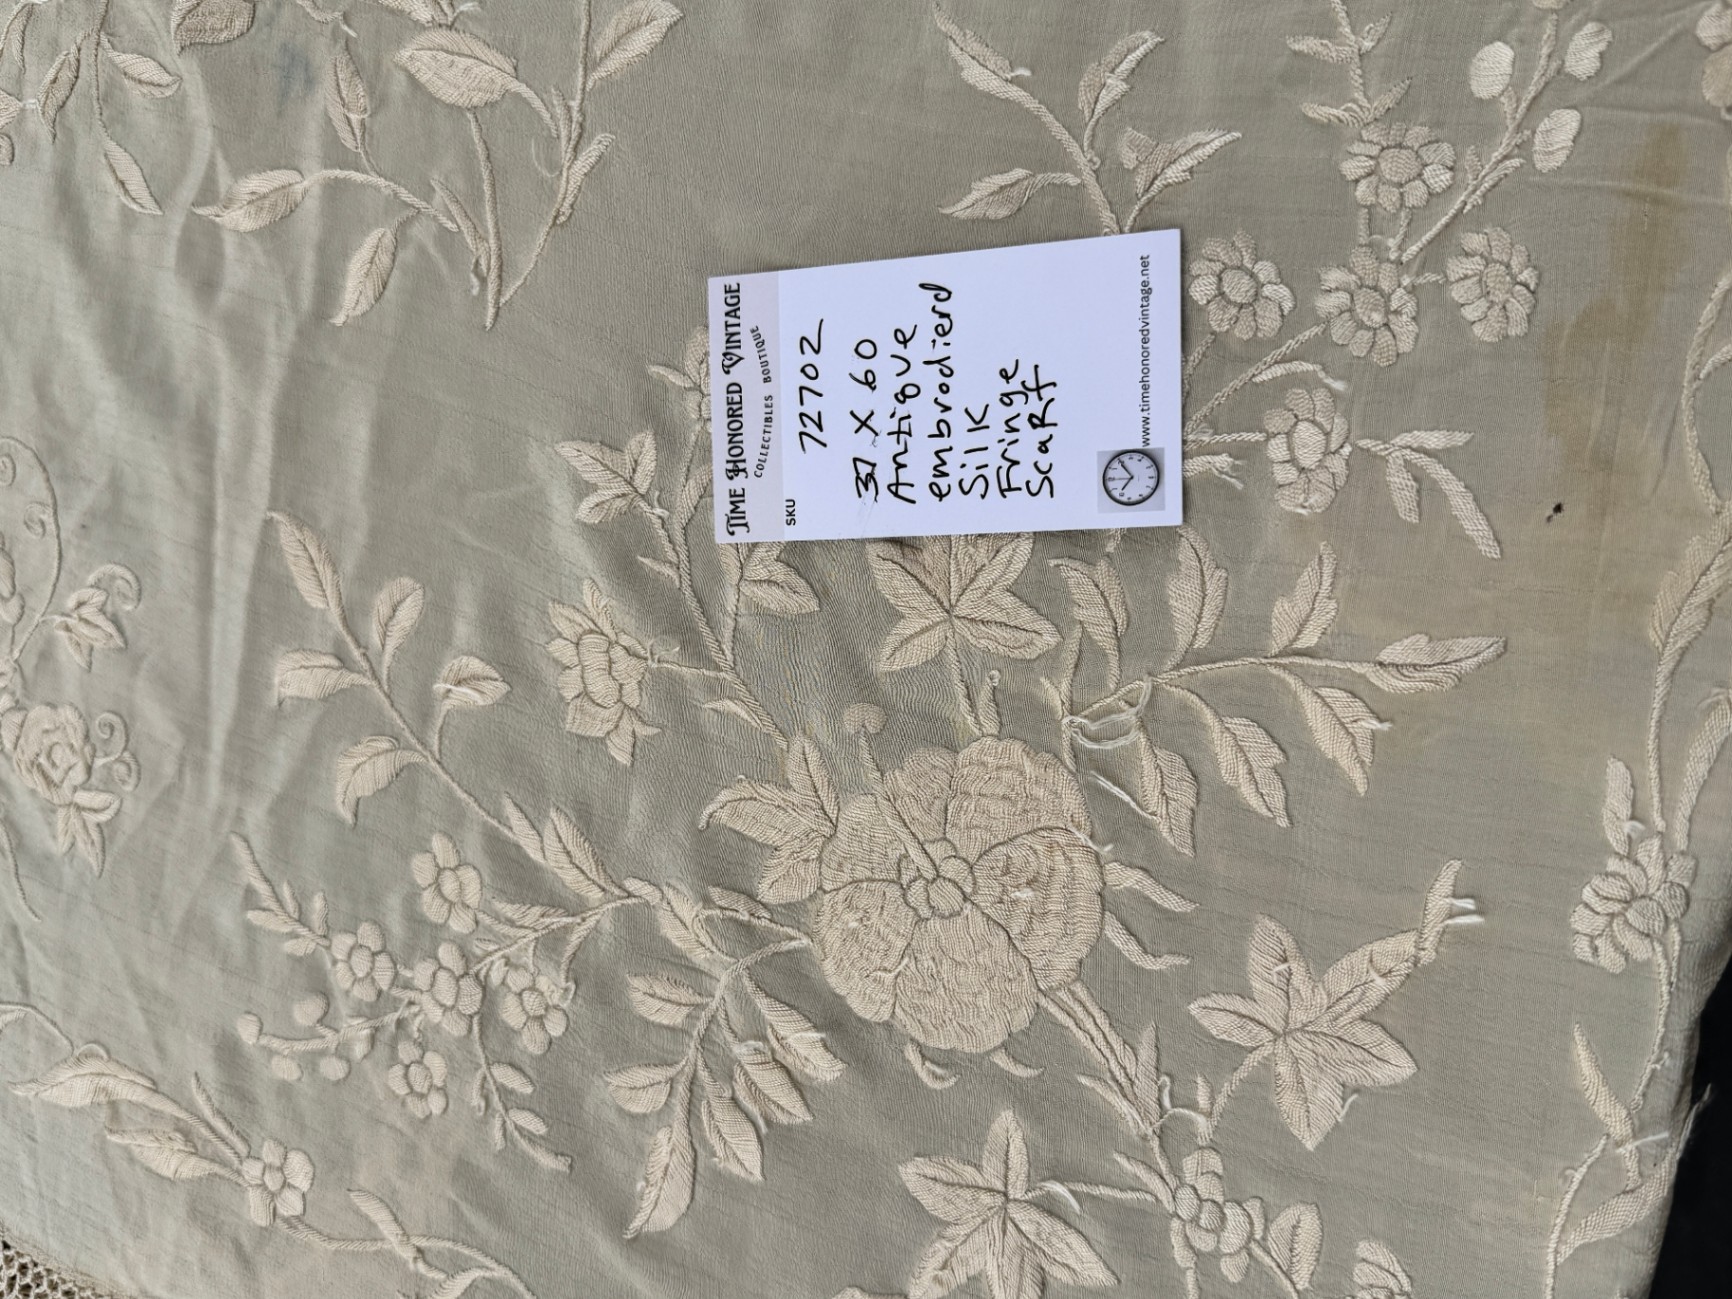 TIME HONORED VINTAGE
COLLECTIBLES BOUTIQUE
SKU 72702
37 X 60
Antique
embrodierd
Silk
Fringe
Scarf
www.timehonoredvintage.net